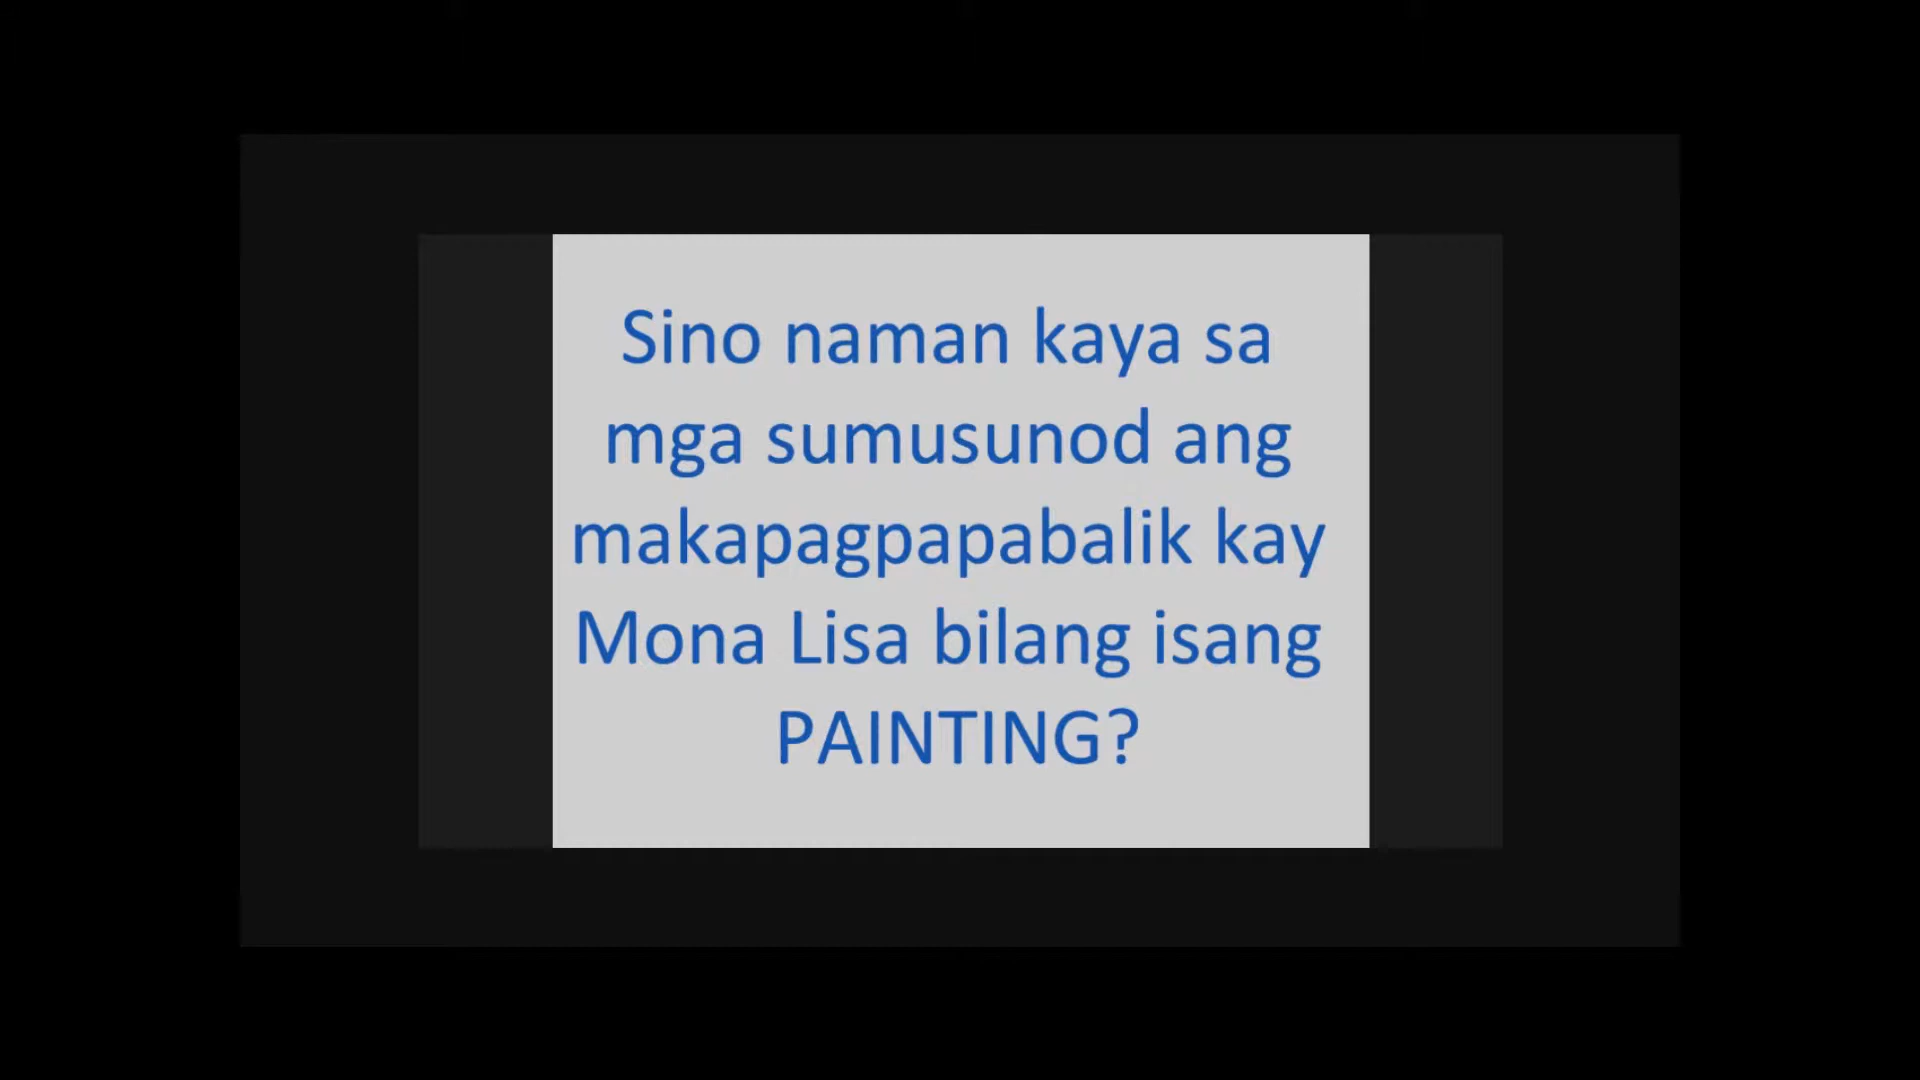 Sino naman kaya sa
mga sumusunod ang
makapagpapabalik kay
Mona Lisa bilang isang
PAINTING?